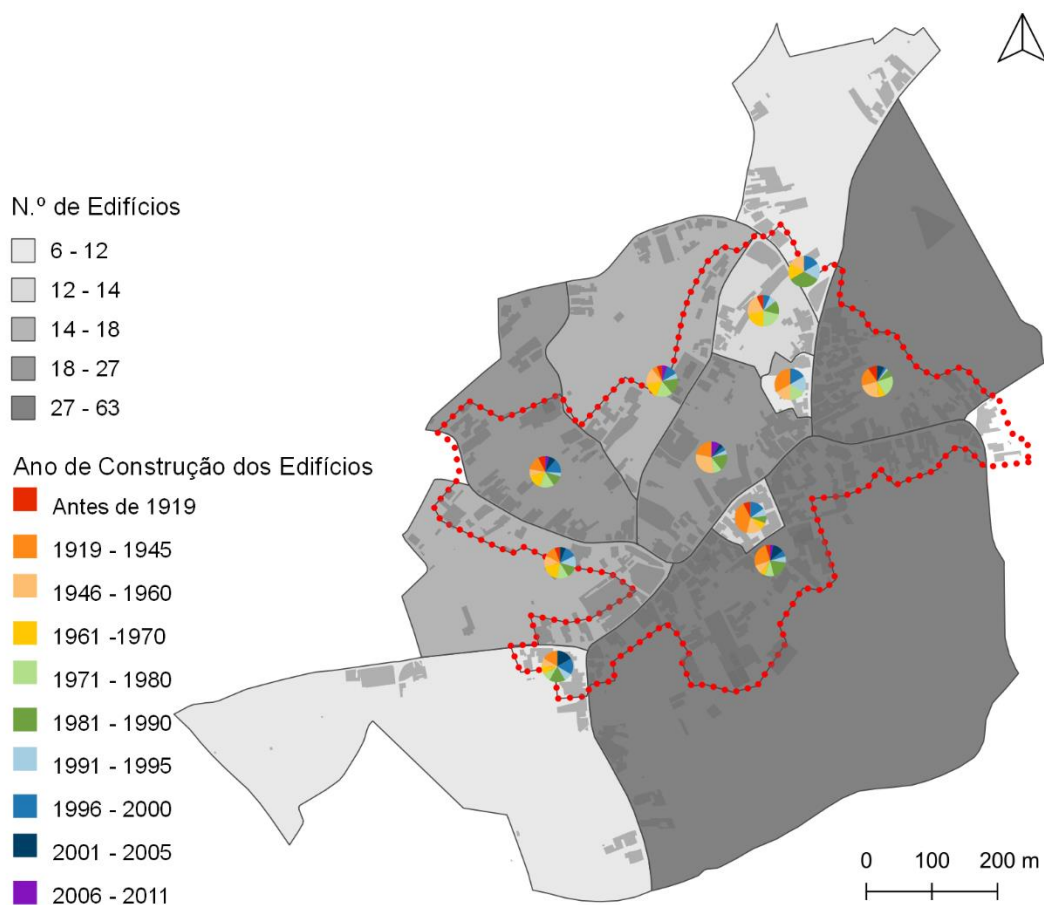 N.º de Edifícios
6 - 12
12 - 14
14 - 18
18 - 27
27 - 63
Ano de Construção dos Edifícios
Antes de 1919
1919 - 1945
1946 - 1960
1961 -1970
1971 - 1980
1981 - 1990
1991 - 1995
1996 - 2000
2001 - 2005
2006 - 2011
0 100 200 m